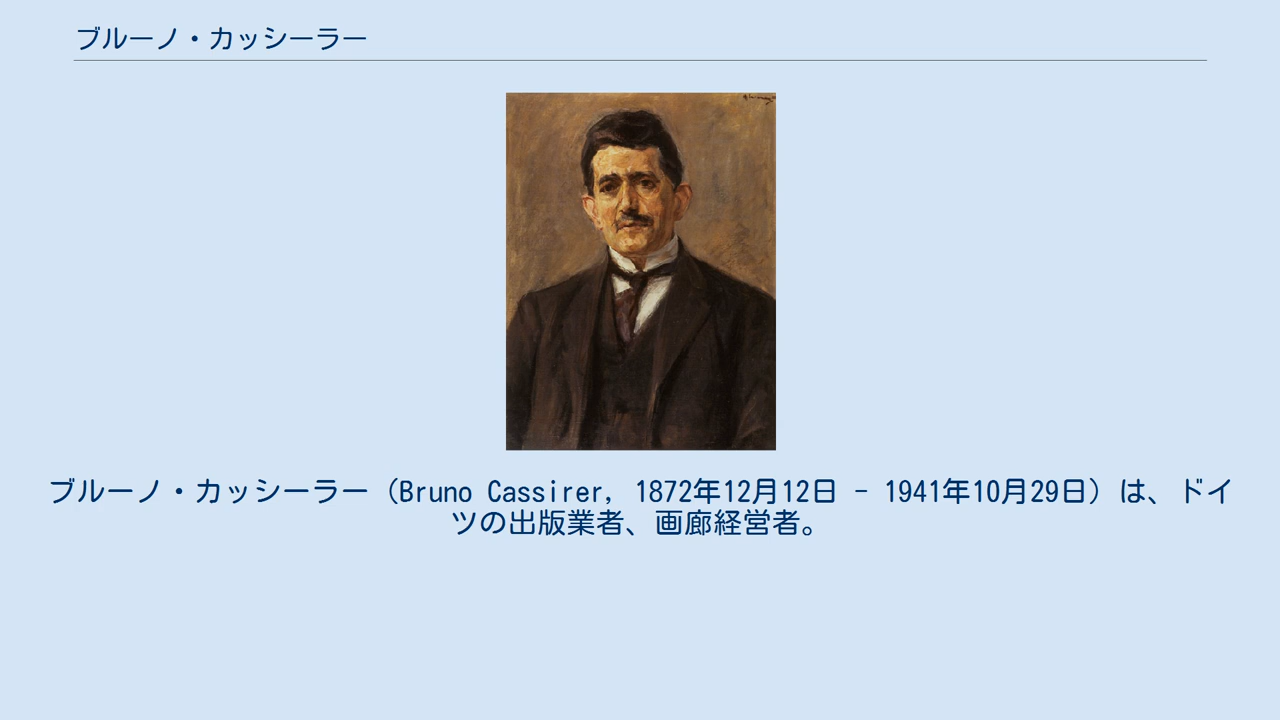 ブルーノ・カッシーラー
ブルーノ・カッシーラー（Bruno Cassirer, 1872年12月12日 - 1941年10月29日）は、ドイ
ツの出版業者、画廊経営者。